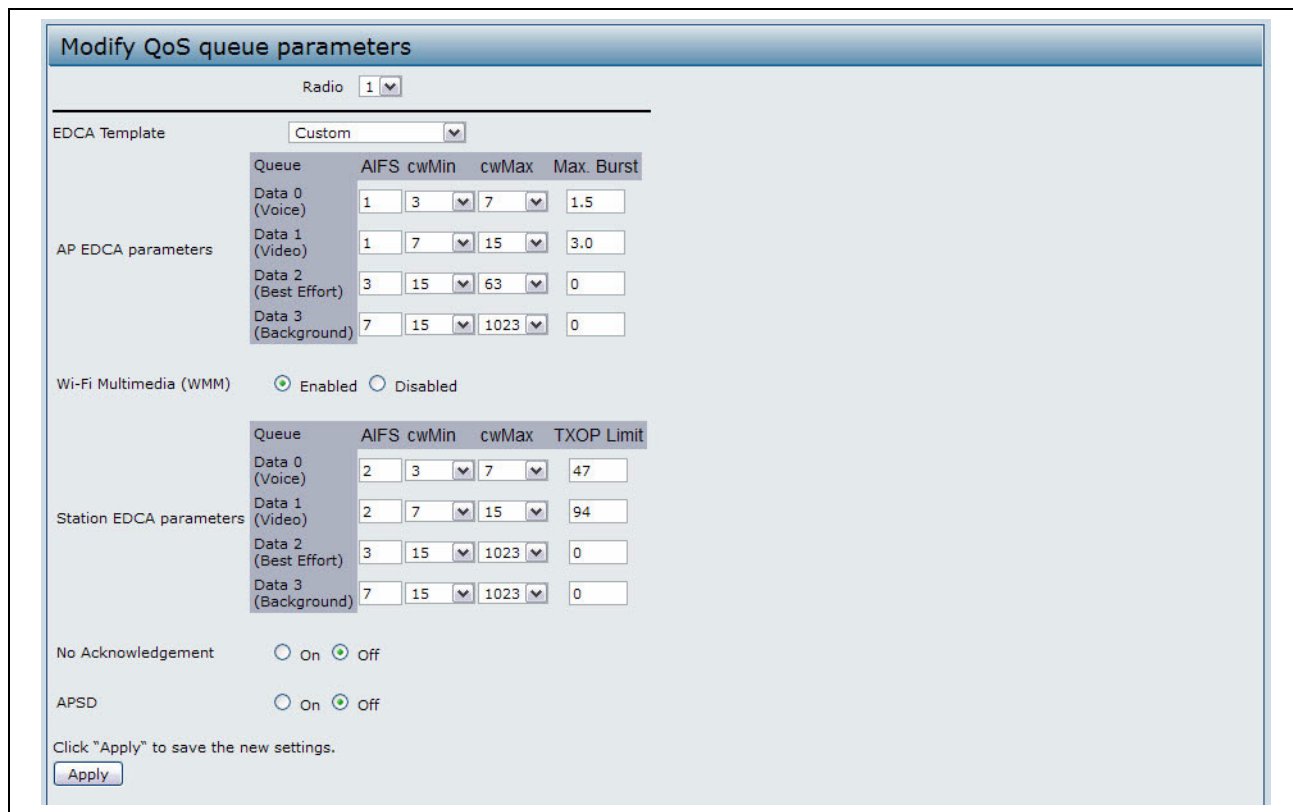 Modify QoS queue parameters
Radio 1
EDCA Template Custom
Queue AIFS cwMin cwMax Max. Burst
Data 0
(Voice) 1 3 7 1.5
Data 1
(Video) 1 7 15 3.0
AP EDCA parameters
Data 2
(Best Effort) 3 15 63 0
Data 3
(Background) 7 15 1023 0
Wi-Fi Multimedia (WMM) Enabled Disabled
Queue AIFS cwMin cwMax TXOP Limit
Data 0
(Voice) 2 3 7 47
Data 1
(Video) 2 7 15 94
Station EDCA parameters
Data 2
(Best Effort) 3 15 1023 0
Data 3
(Background) 7 15 1023 0
No Acknowledgement On Off
APSD On Off
Click "Apply" to save the new settings.
Apply